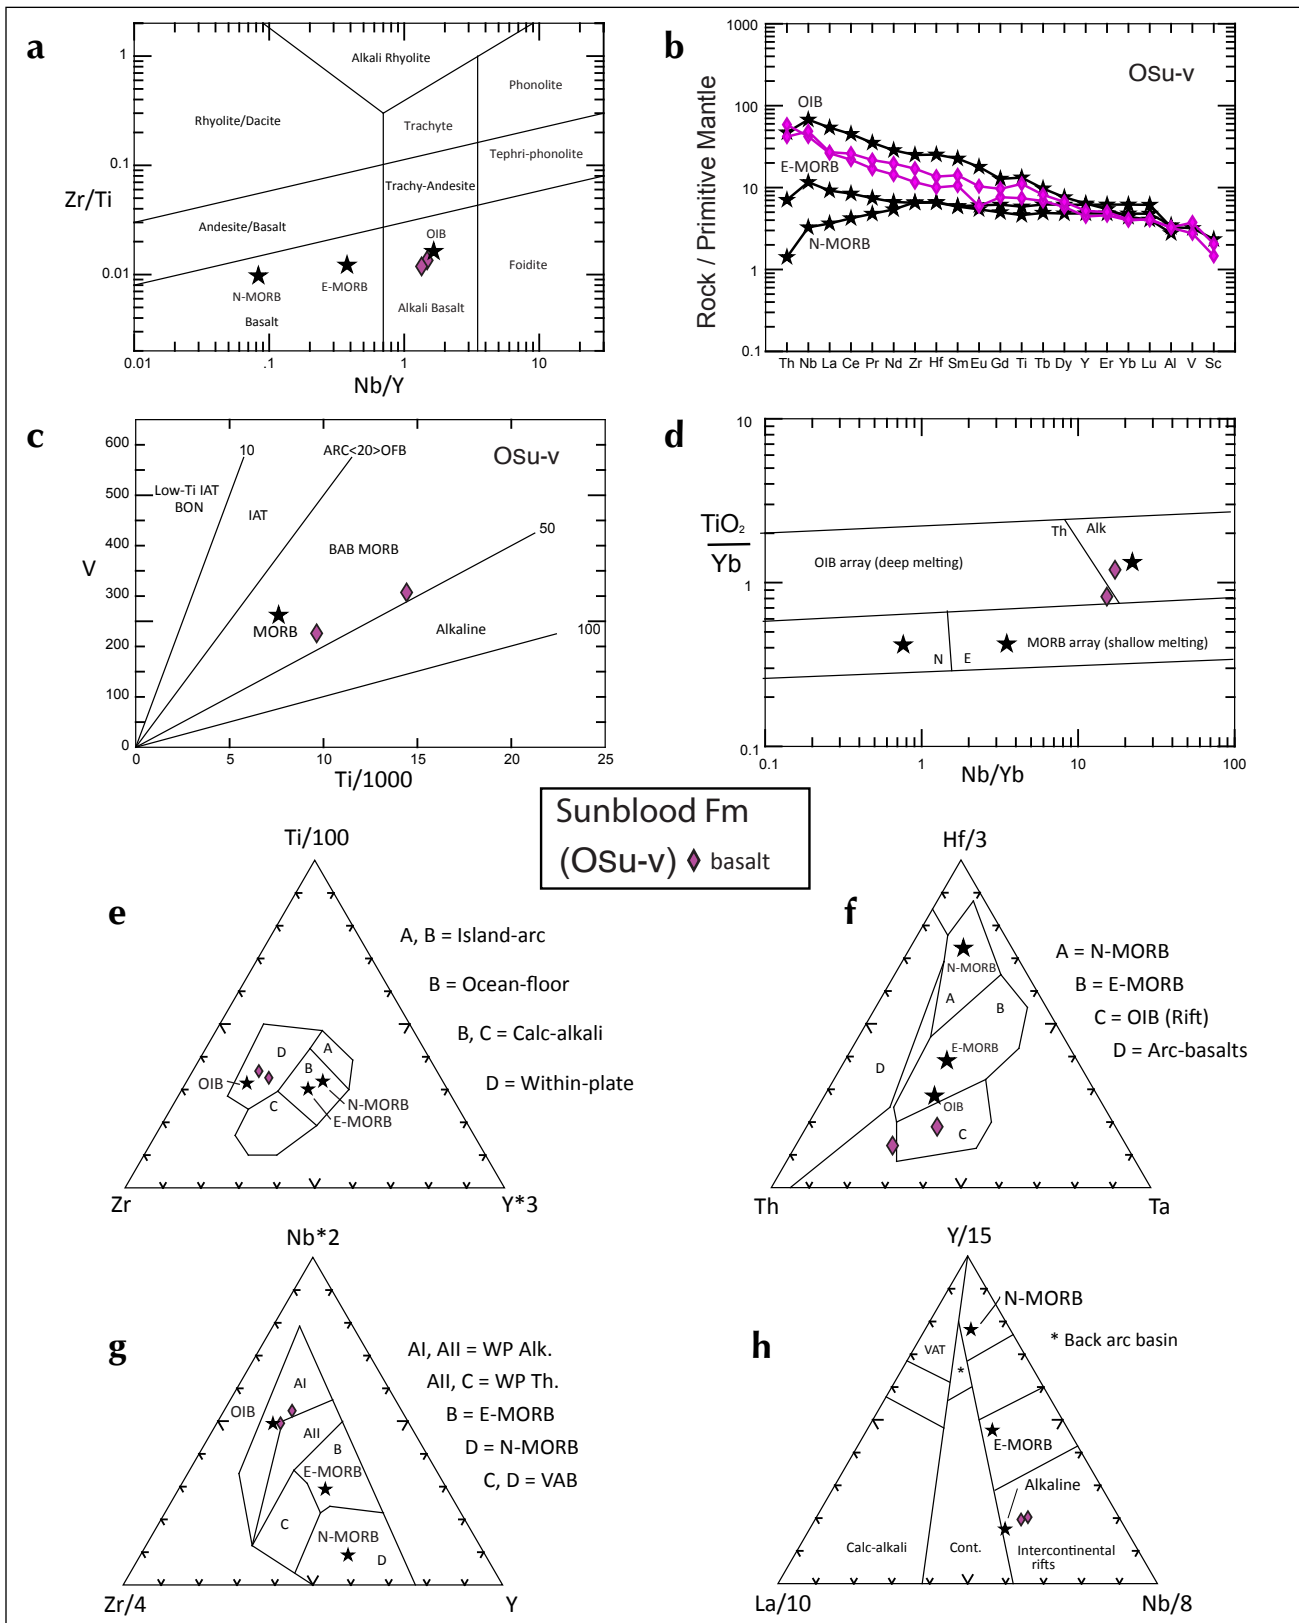 a
Alkali Rhyolite
Phonolite
Rhyolite/Dacite
Trachyte
Tephri-phonolite
Trachy-Andesite
Andesite/Basalt
OIB
N-MORB
E-MORB
Foidite
Basalt
Alkali Basalt
Zr/Ti
1
0.1
0.01
0.01
0.1
1
10
Nb/Y
b
Osu-v
OIB
E-MORB
N-MORB
Rock / Primitive Mantle
1000
100
10
1
0.1
Th Nb La Ce Pr Nd Zr Hf Sm Eu Gd Ti Tb Dy Y Er Yb Lu Al V Sc
c
600
500
400
300
200
100
0
V
10
ARC<20>OFB
Osu-v
Low-Ti IAT
BON
IAT
BAB MORB
50
MORB
Alkaline
100
0 5 10 15 20 25
Ti/1000
d
10
1
0.1
TiO2
Yb
Th
Alk
OIB array (deep melting)
N
E
MORB array (shallow melting)
0.1 1 10 100
Nb/Yb
Sunblood Fm
(Osu-v) basalt
e
Ti/100
A, B = Island-arc
B = Ocean-floor
B, C = Calc-alkali
D = Within-plate
D
A
B
C
OIB
N-MORB
E-MORB
Zr
Y*3
f
Hf/3
N-MORB
A
B
E-MORB
D
OIB
C
A = N-MORB
B = E-MORB
C = OIB (Rift)
D = Arc-basalts
Th
Ta
g
Nb*2
AI, AII = WP Alk.
AII, C = WP Th.
B = E-MORB
D = N-MORB
C, D = VAB
AI
OIB
AII
B
E-MORB
C
N-MORB
D
Zr/4
Y
h
Y/15
N-MORB
* Back arc basin
VAT
*
E-MORB
Alkaline
Calc-alkali
Cont.
Intercontinental
rifts
La/10
Nb/8